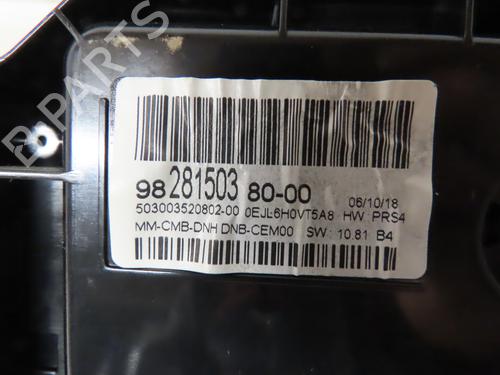 B-PARTS
98 281503 80-00
06/10/18
503003520802-00 0EJL6H0VT5A8 HW: PRS4
MM-CMB-DNH DNB-CEM00 SW: 10.81 B4